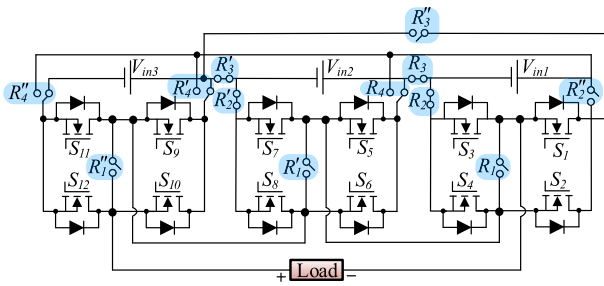 R″3
Vin3 R′3 Vin2 R3 Vin1
R″4 R′4 R′2 R4 R2 R″2
S11 S9 S7 S5 S3 S1
R″1 R′1 R1
S12 S10 S8 S6 S4 S2
+ Load −